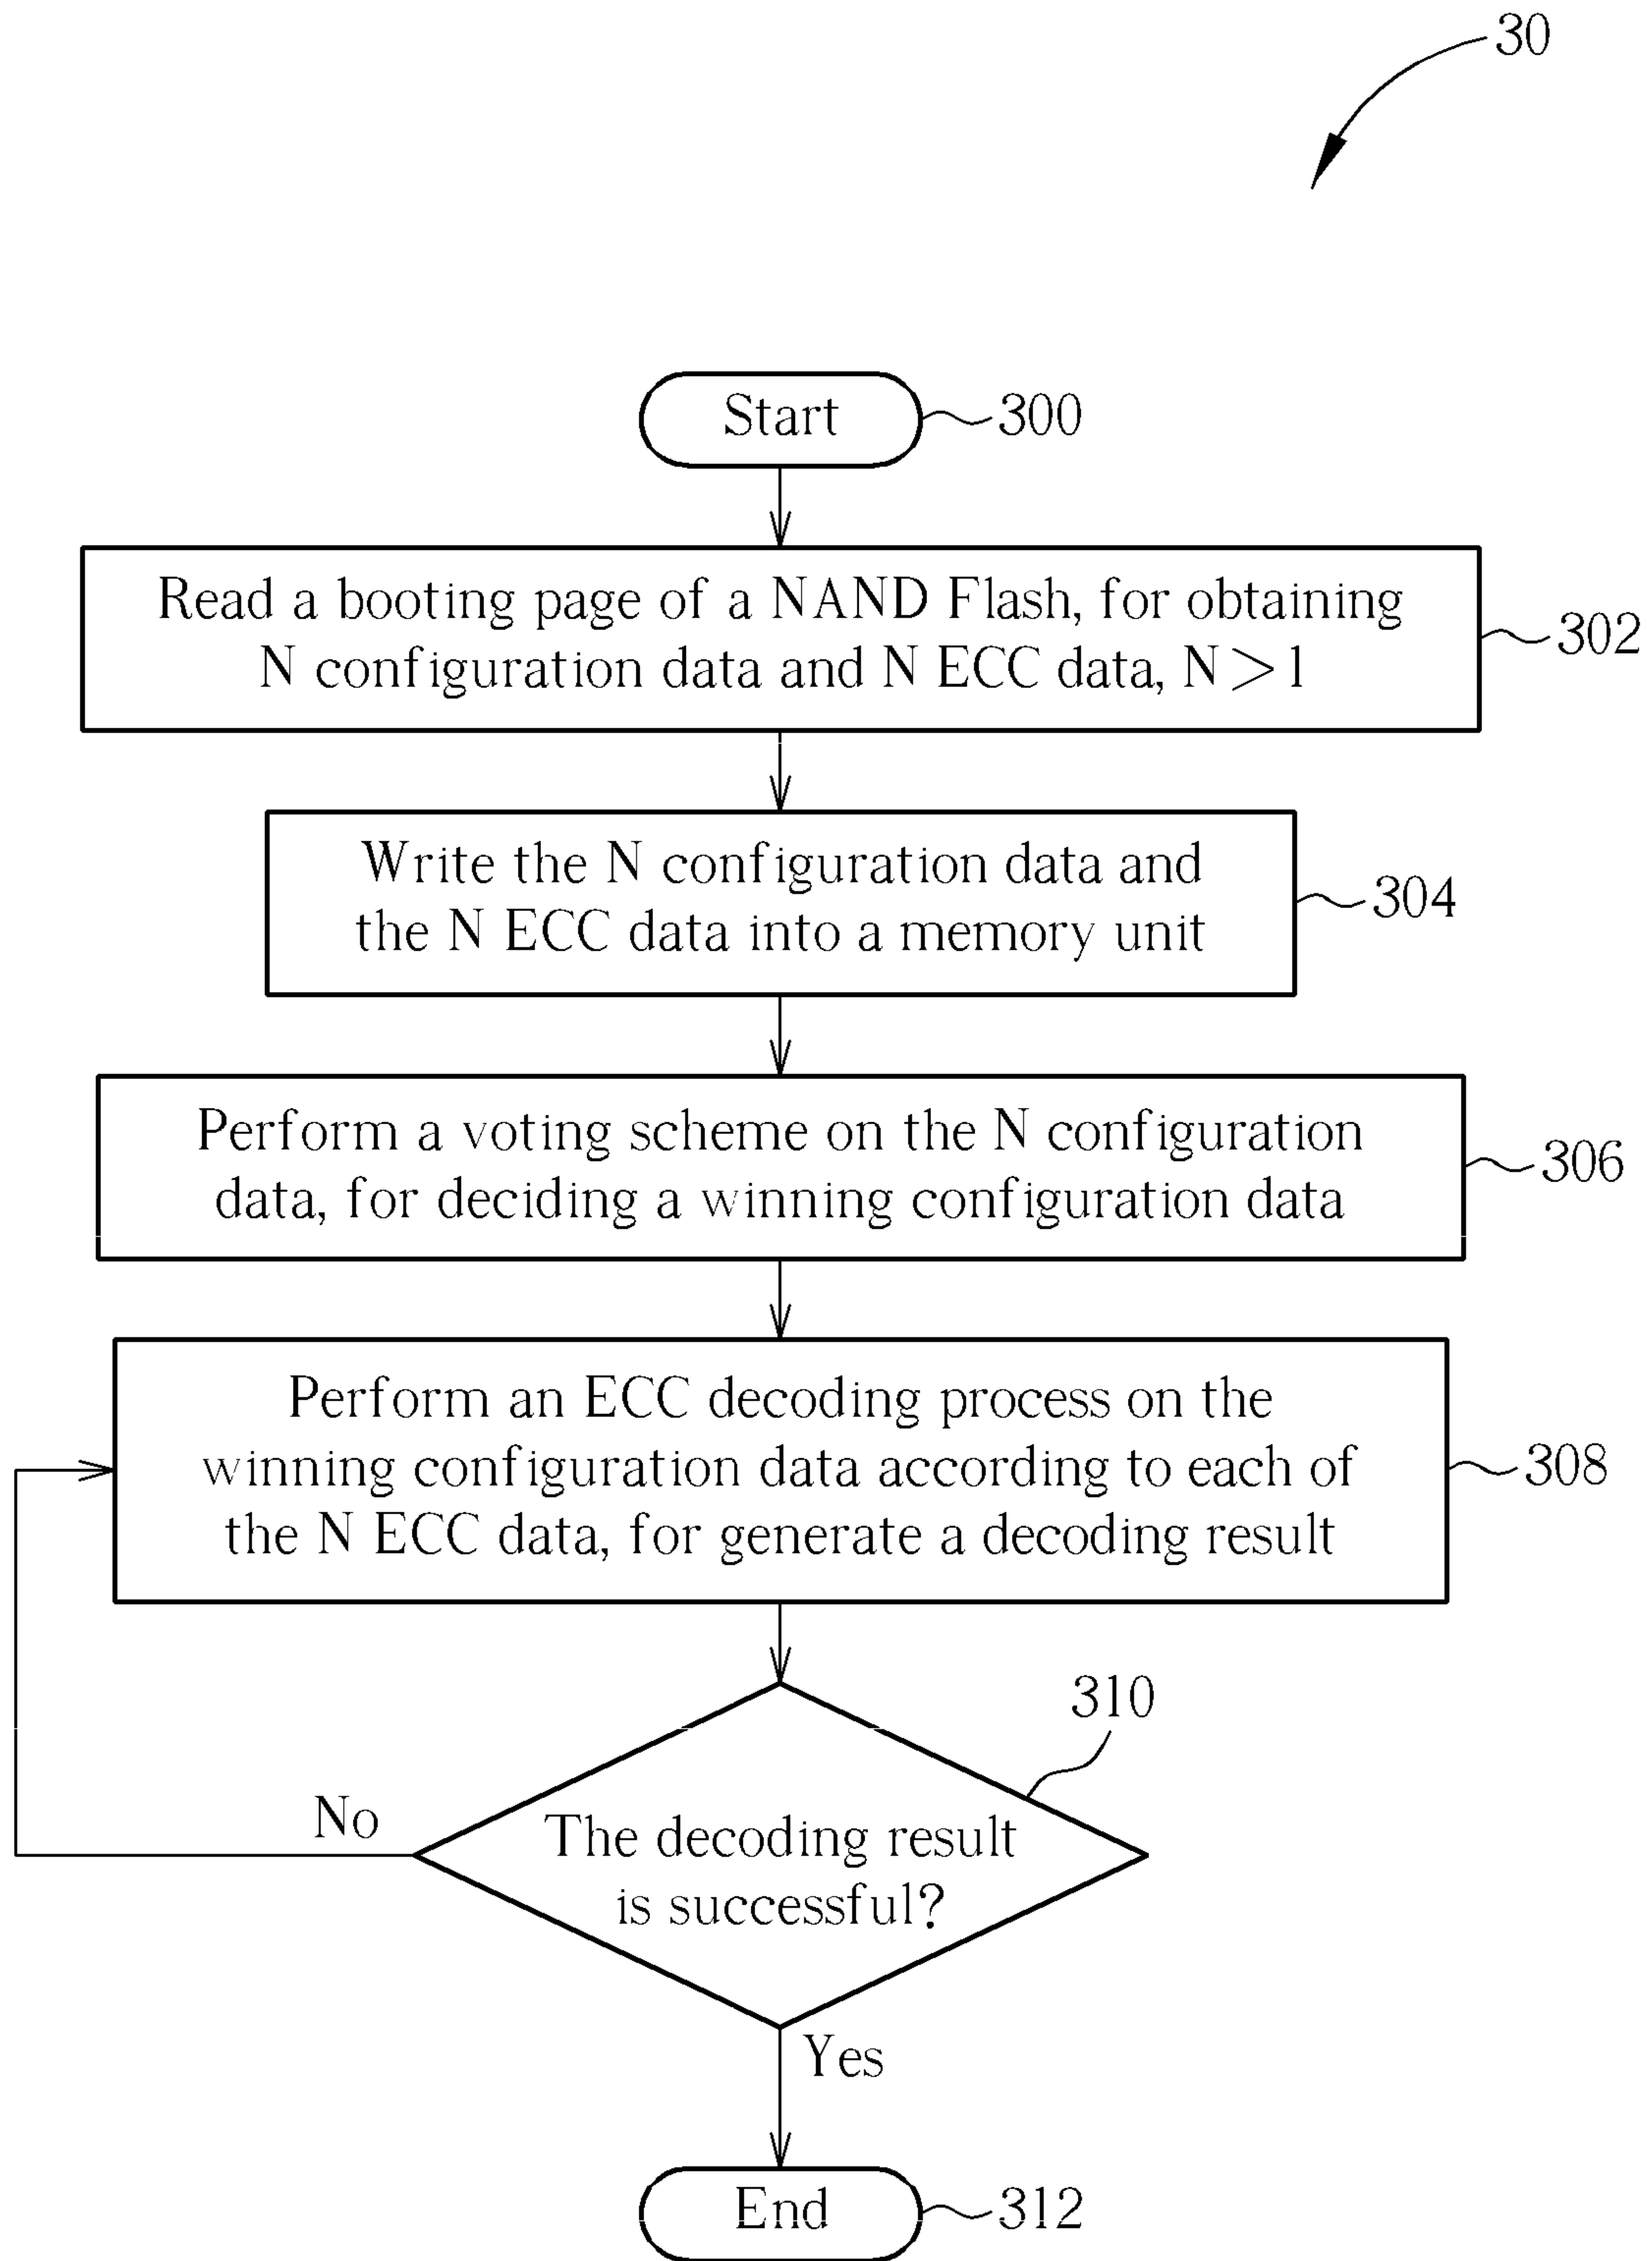 30
Start
300
Read a booting page of a NAND Flash, for obtaining
N configuration data and N ECC data, N>1
302
Write the N configuration data and
the N ECC data into a memory unit
304
Perform a voting scheme on the N configuration
data, for deciding a winning configuration data
306
Perform an ECC decoding process on the
winning configuration data according to each of
the N ECC data, for generate a decoding result
308
310
The decoding result
is successful?
No
Yes
End
312